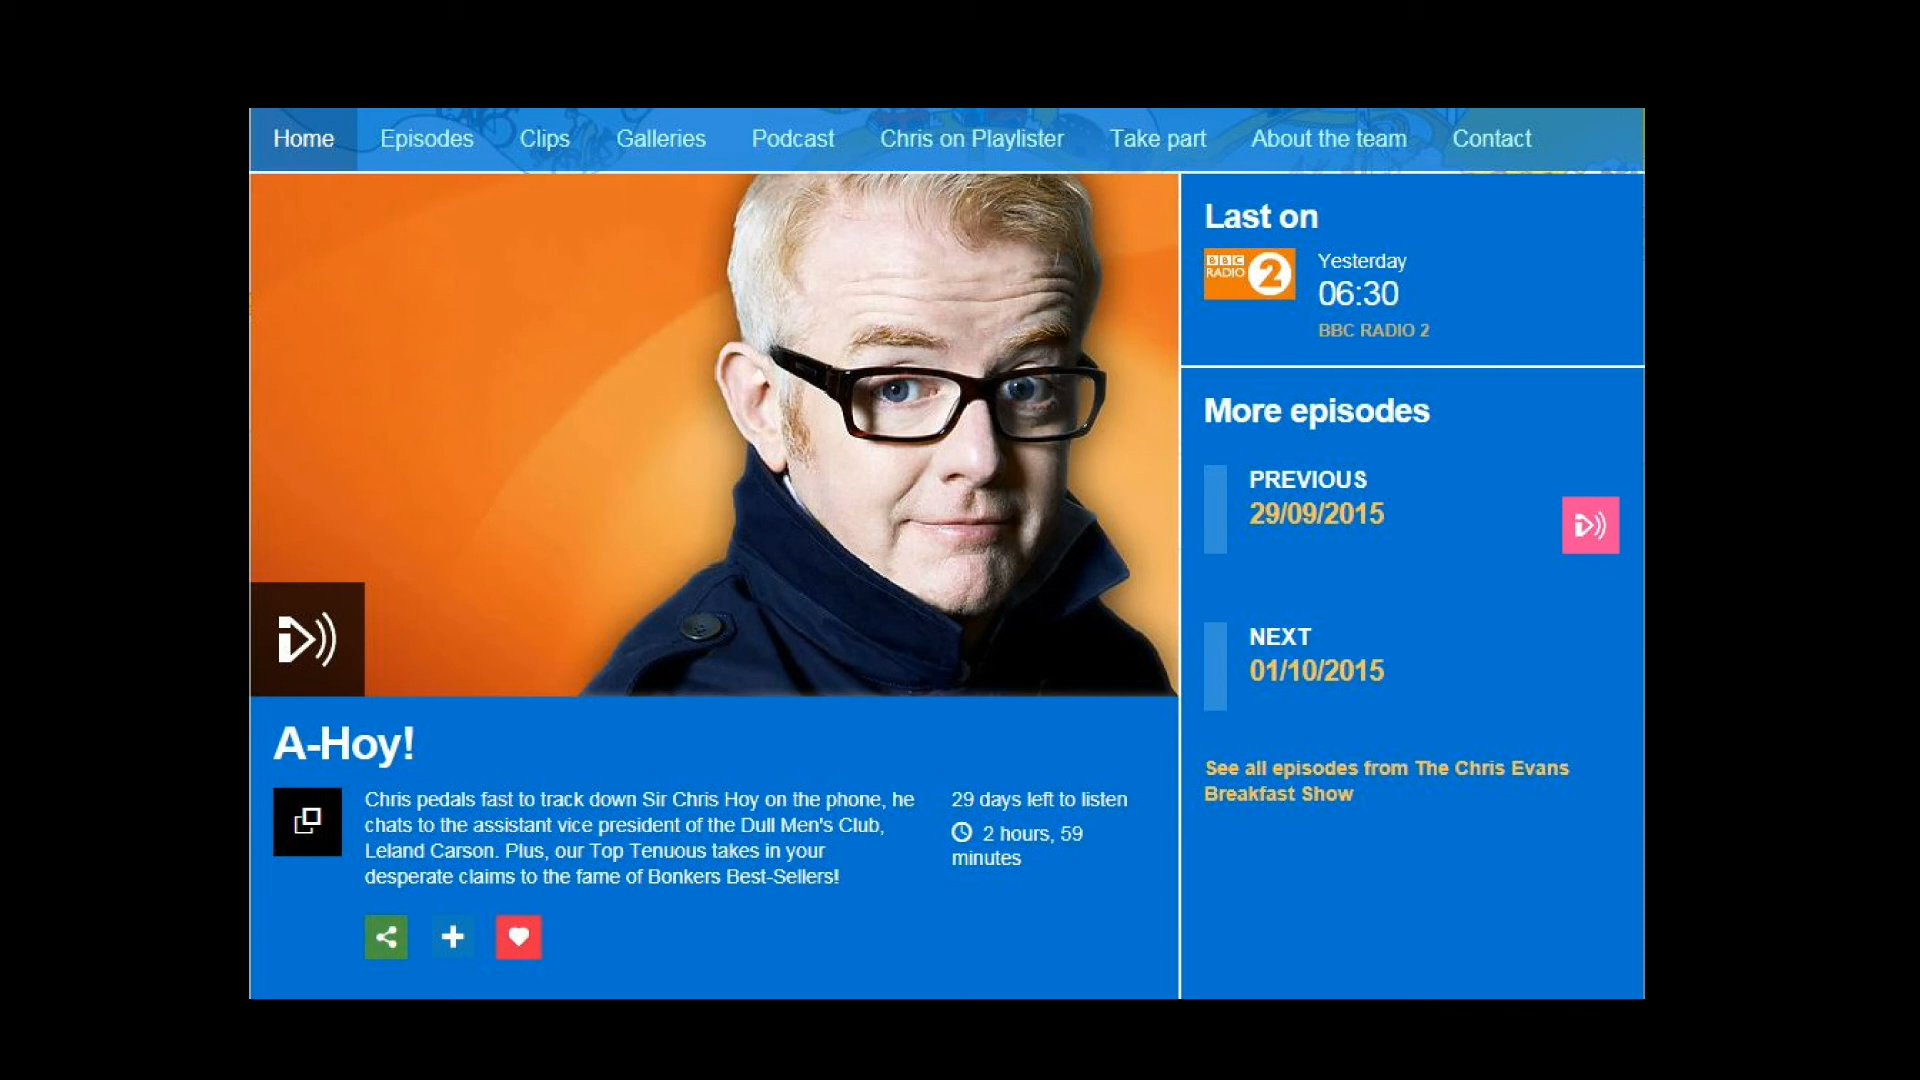 Home Episodes Clips Galleries Podcast Chris on Playlister Take part About the team Contact
A-Hoy!
Chris pedals fast to track down Sir Chris Hoy on the phone, he
chats to the assistant vice president of the Dull Men's Club,
Leland Carson. Plus, our Top Tenuous takes in your
desperate claims to the fame of Bonkers Best-Sellers!
29 days left to listen
2 hours, 59
minutes
Last on
BBC
RADIO 2
Yesterday
06:30
BBC RADIO 2
More episodes
PREVIOUS
29/09/2015
NEXT
01/10/2015
See all episodes from The Chris Evans
Breakfast Show